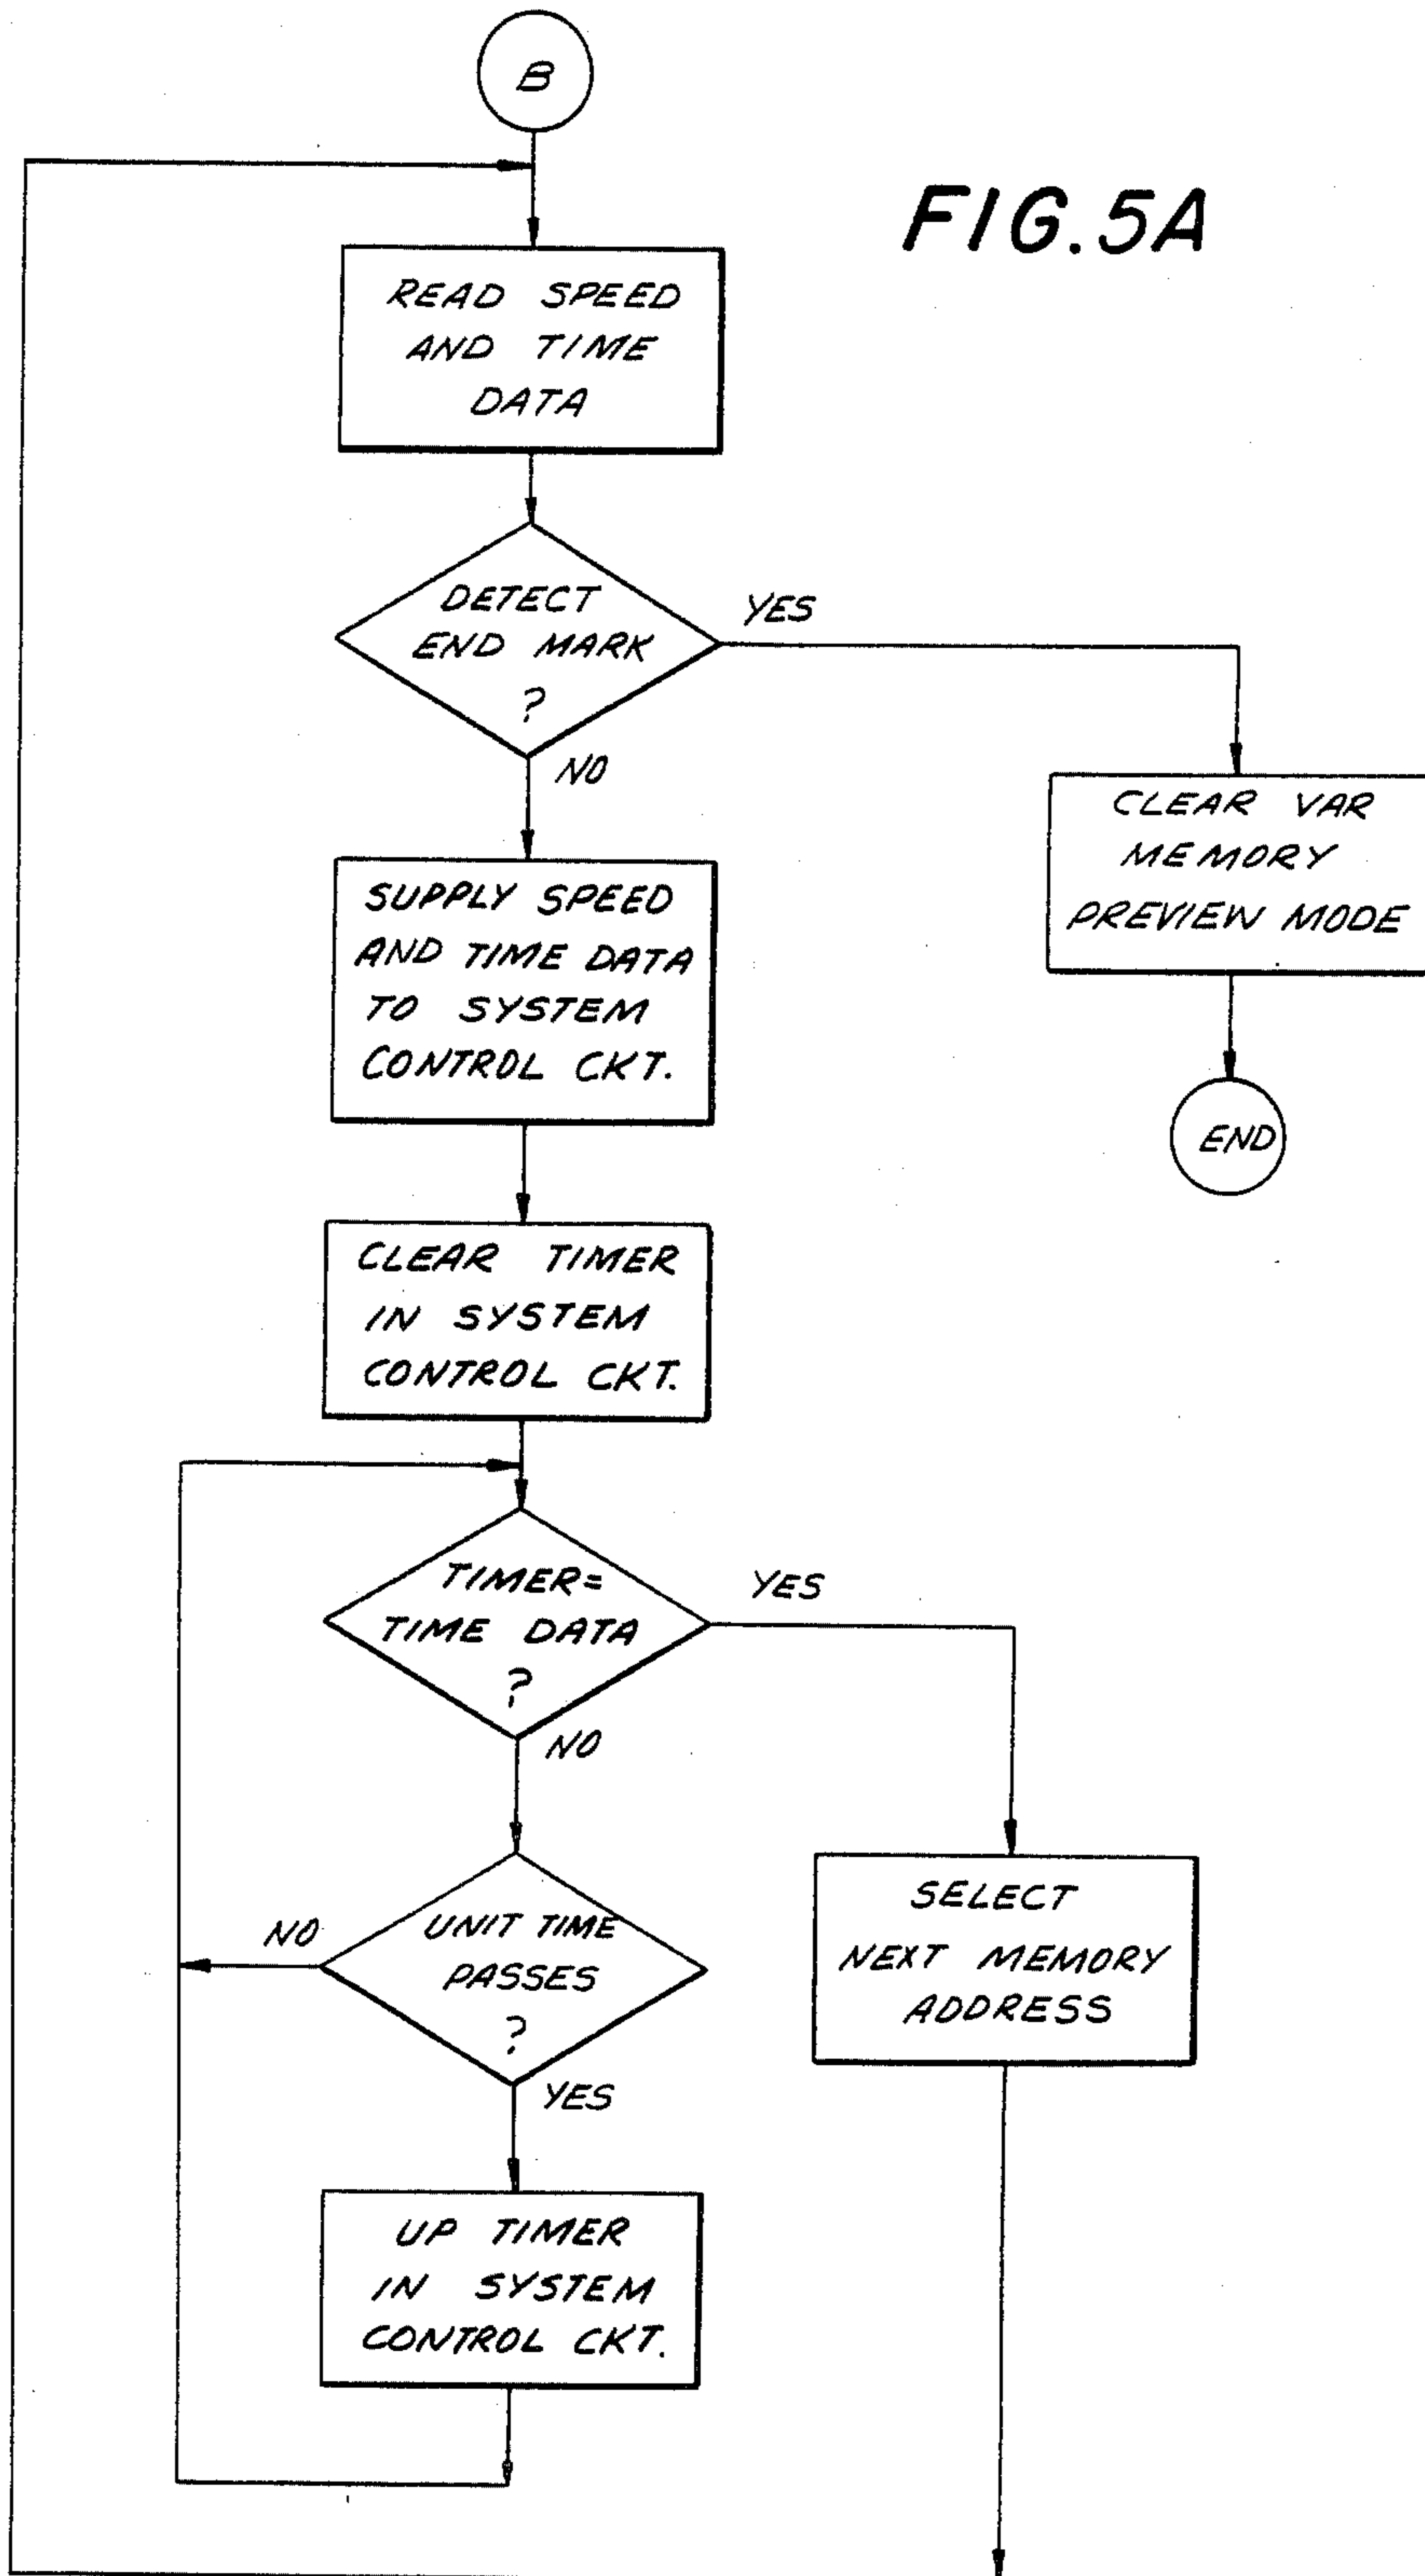 B
FIG.5A
READ SPEED
AND TIME
DATA
DETECT
END MARK
?
YES
NO
CLEAR VAR
MEMORY
PREVIEW MODE
END
SUPPLY SPEED
AND TIME DATA
TO SYSTEM
CONTROL CKT.
CLEAR TIMER
IN SYSTEM
CONTROL CKT.
TIMER=
TIME DATA
?
YES
NO
UNIT TIME
PASSES
?
NO
YES
SELECT
NEXT MEMORY
ADDRESS
UP TIMER
IN SYSTEM
CONTROL CKT.